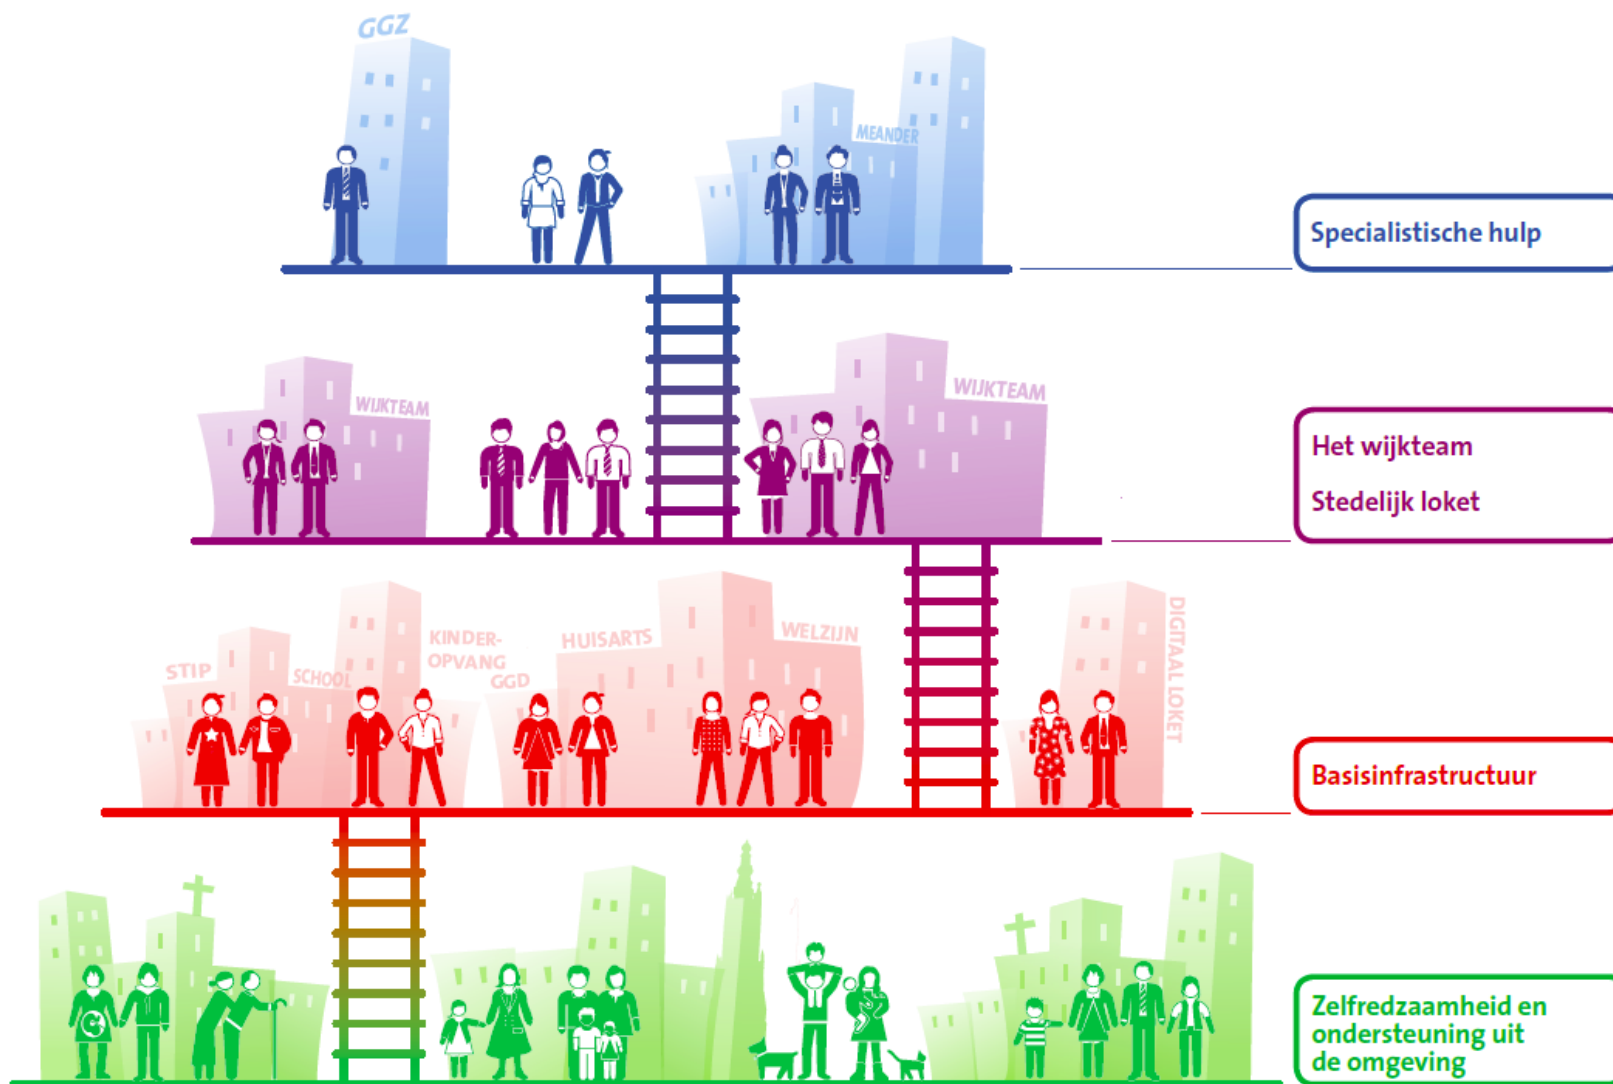 GGZ
MEANDER
Specialistische hulp
WIJKTEAM
WIJKTEAM
Het wijkteam
Stedelijk loket
STIP
SCHOOL
KINDER-
OPVANG
GGD
HUISARTS
WELZIJN
DIGITAAL LOKET
Basisinfrastructuur
Zelfredzaamheid en
ondersteuning uit
de omgeving